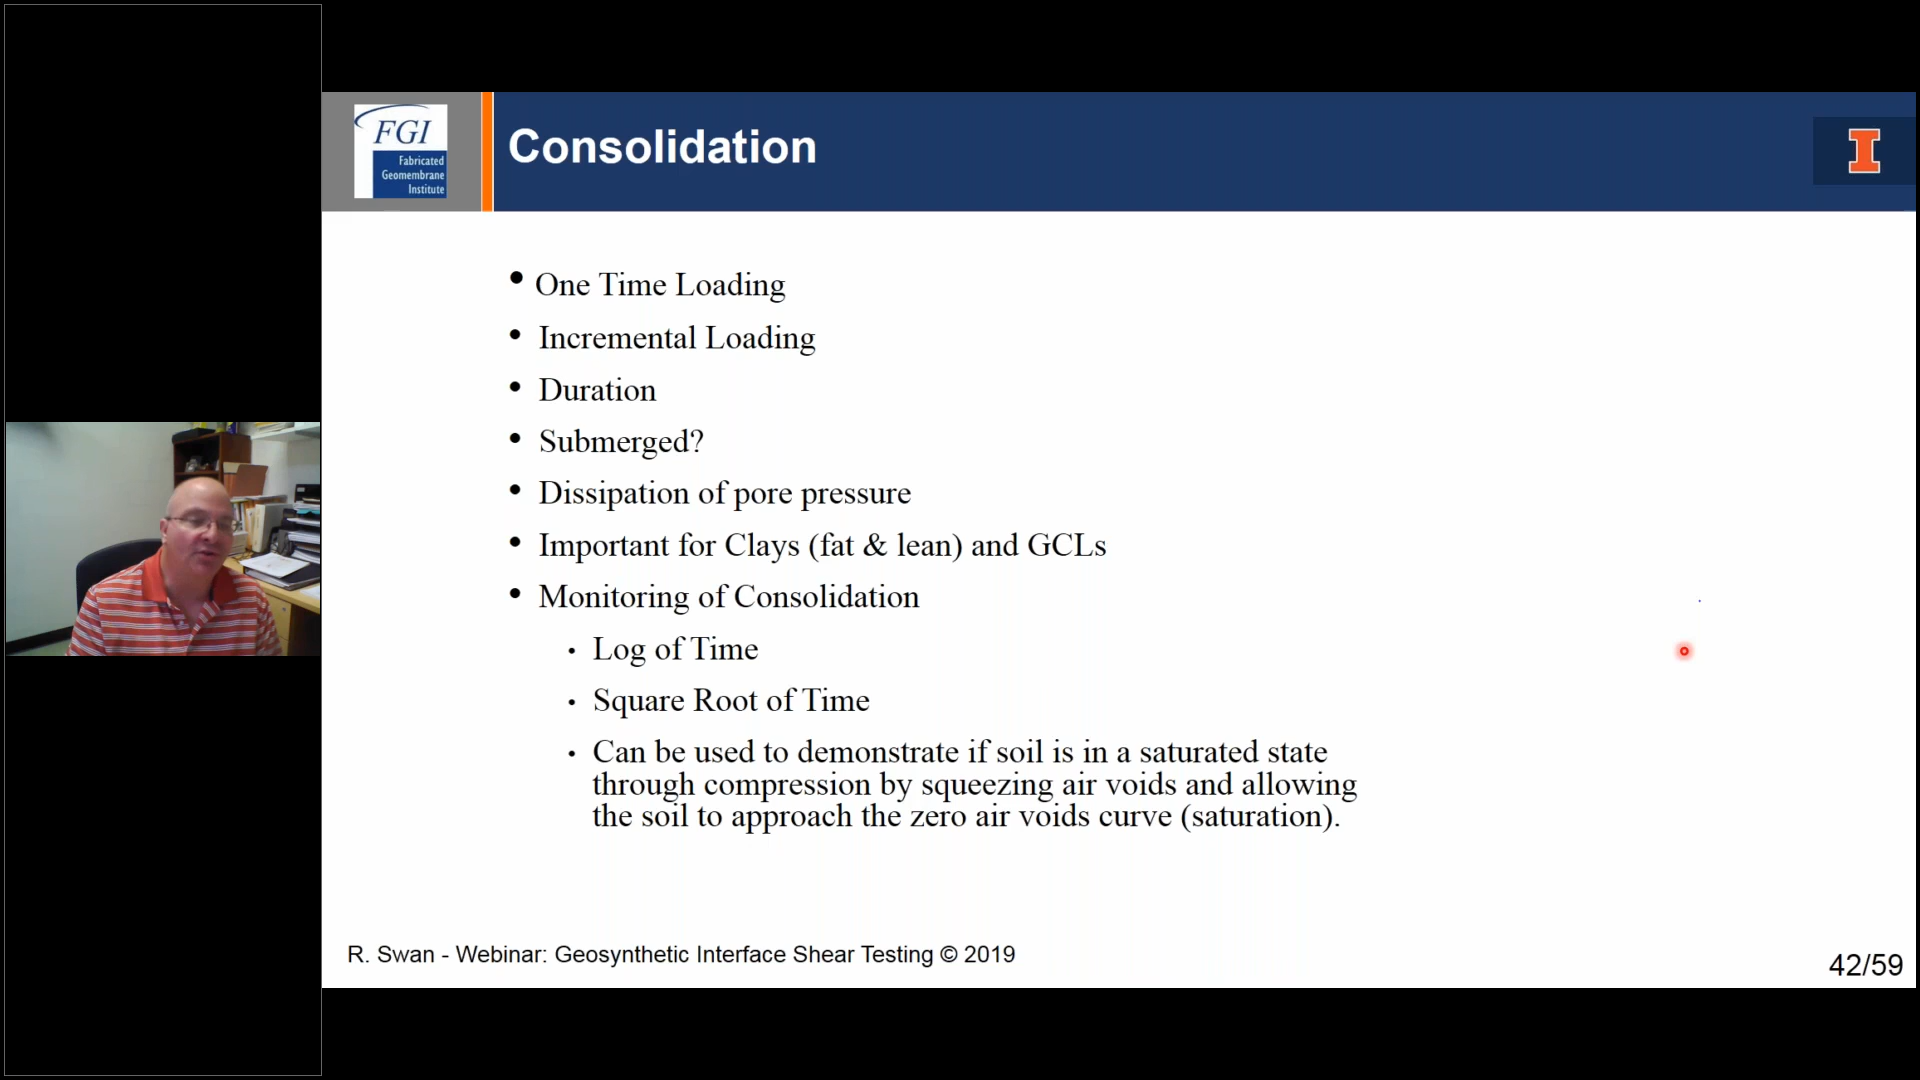 FGI
Fabricated
Geomembrane
Institute
Consolidation
I
• One Time Loading
• Incremental Loading
• Duration
• Submerged?
• Dissipation of pore pressure
• Important for Clays (fat & lean) and GCLs
• Monitoring of Consolidation
• Log of Time
• Square Root of Time
• Can be used to demonstrate if soil is in a saturated state
through compression by squeezing air voids and allowing
the soil to approach the zero air voids curve (saturation).
R. Swan - Webinar: Geosynthetic Interface Shear Testing © 2019
42/59